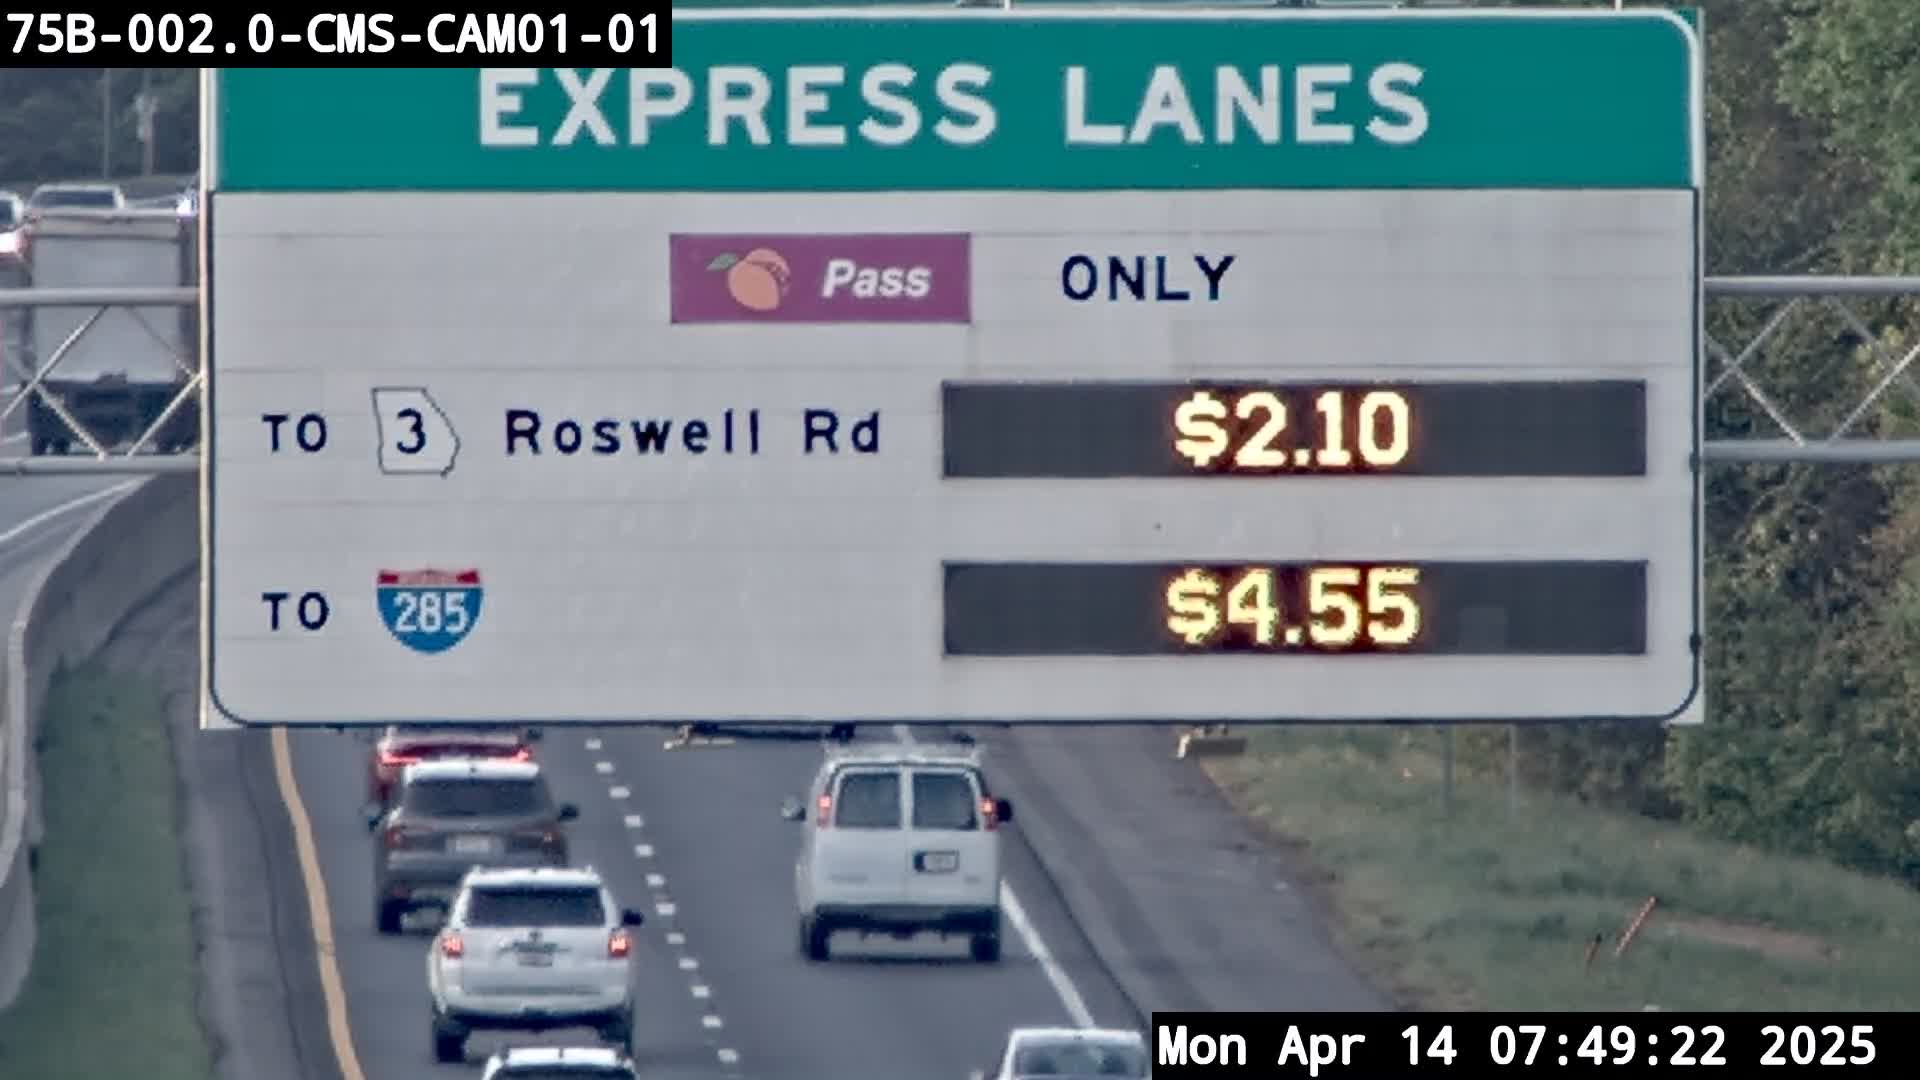 75B-002.0-CMS-CAM01-01
EXPRESS LANES
Pass ONLY
TO 3 Roswell Rd $2.10
TO 285 $4.55
Mon Apr 14 07:49:22 2025